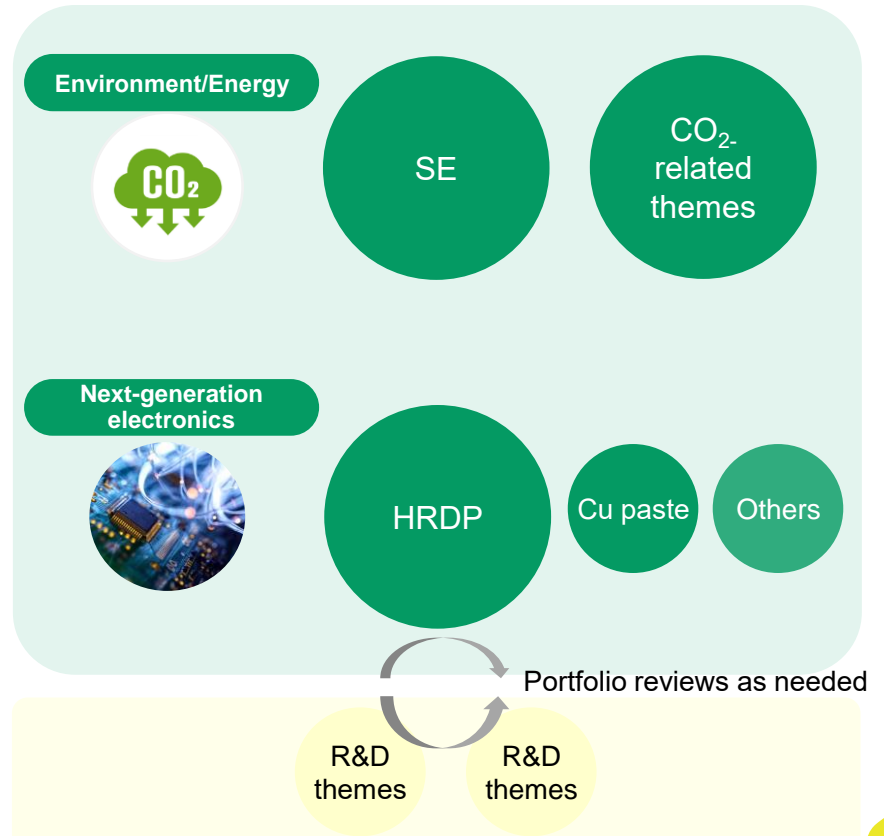 Environment/Energy
CO₂
SE
CO₂-
related
themes
Next-generation
electronics
HRDP
Cu paste
Others
Portfolio reviews as needed
R&D
themes
R&D
themes